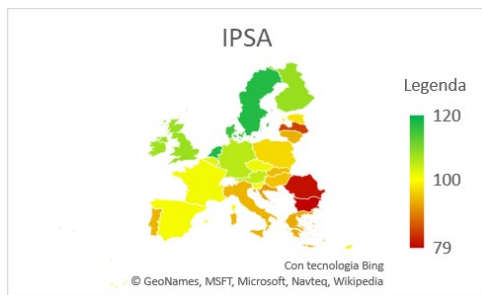 IPSA
Legenda
120
100
79
Con tecnologia Bing
© GeoNames, MSFT, Microsoft, Navteq, Wikipedia